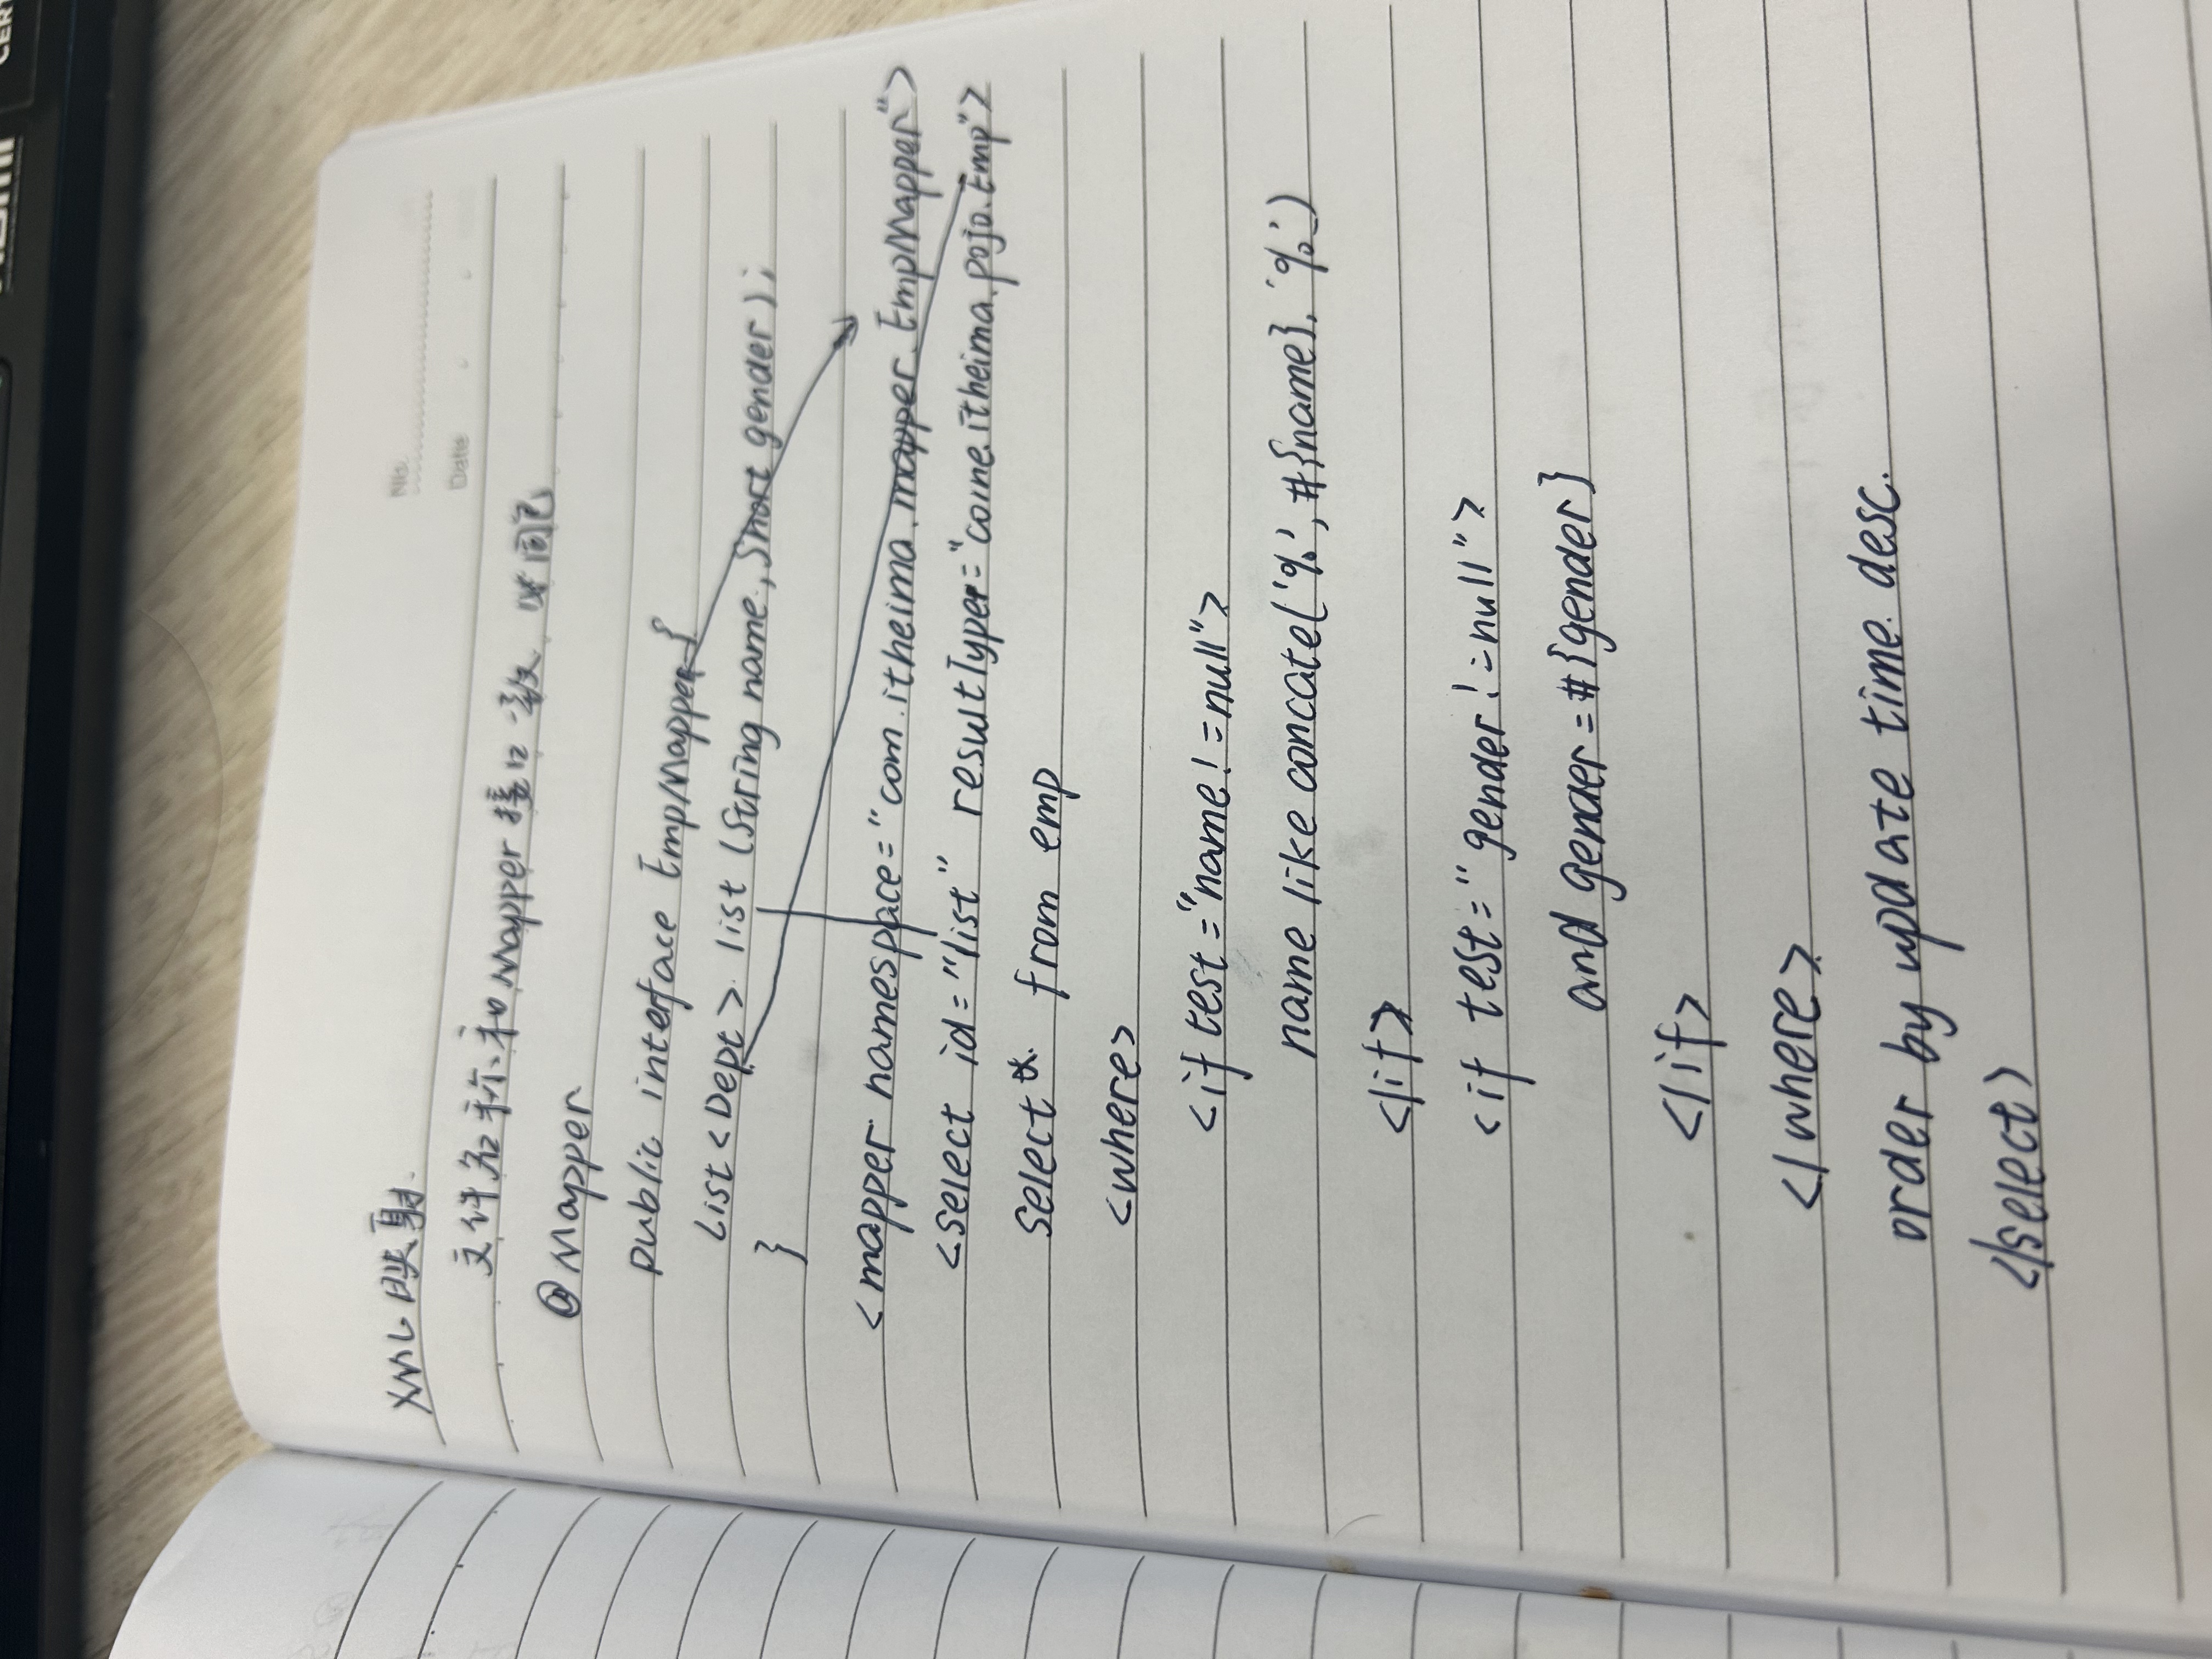 CERT
No.
Date
XML映射.
文件名称和Mapper接口一致. 同包
@Mapper
public interface EmpMapper {
List<Dept> list (String name, Short gender);
}
<mapper namespace="com.itheima.mapper.EmpMapper">
<select id="list" resultType="come.itheima.pojo.Emp">
select * from emp
<where>
<if test="name!=null">
name like concate('%', #{name}, '%')
</if>
<if test="gender!=null">
and gender=#{gender}
</if>
</where>
order by update time. desc.
</select>